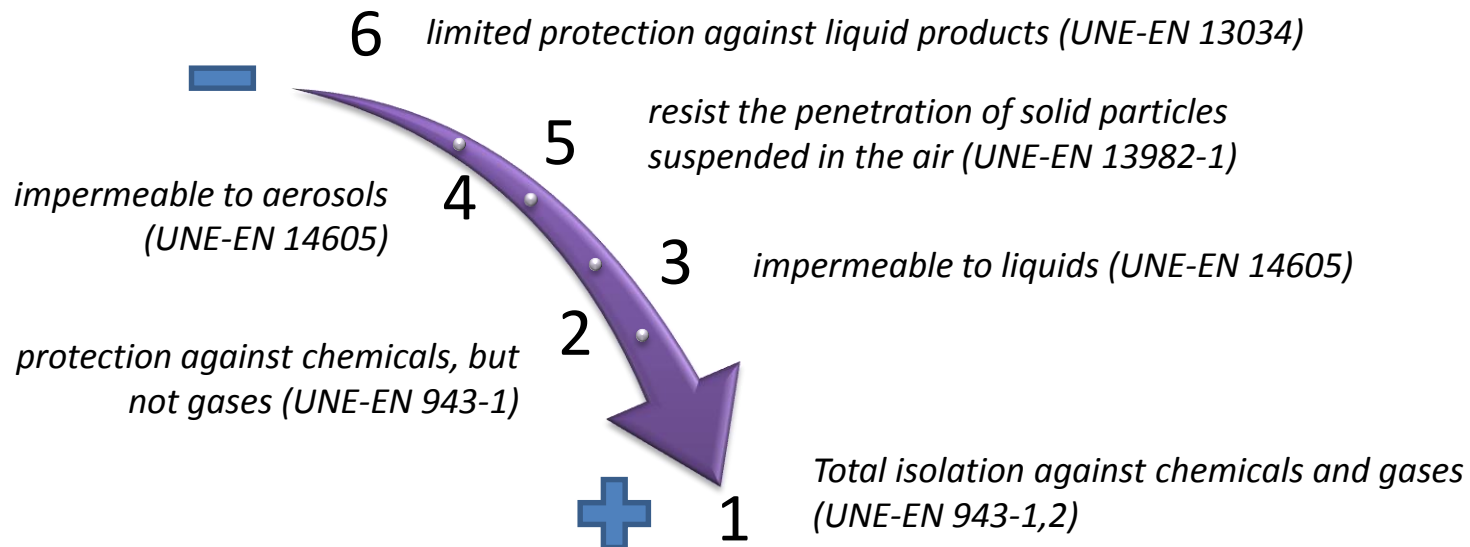 6 limited protection against liquid products (UNE-EN 13034)
5 resist the penetration of solid particles
suspended in the air (UNE-EN 13982-1)
4 impermeable to aerosols
(UNE-EN 14605)
3 impermeable to liquids (UNE-EN 14605)
2 protection against chemicals, but
not gases (UNE-EN 943-1)
1 Total isolation against chemicals and gases
(UNE-EN 943-1,2)